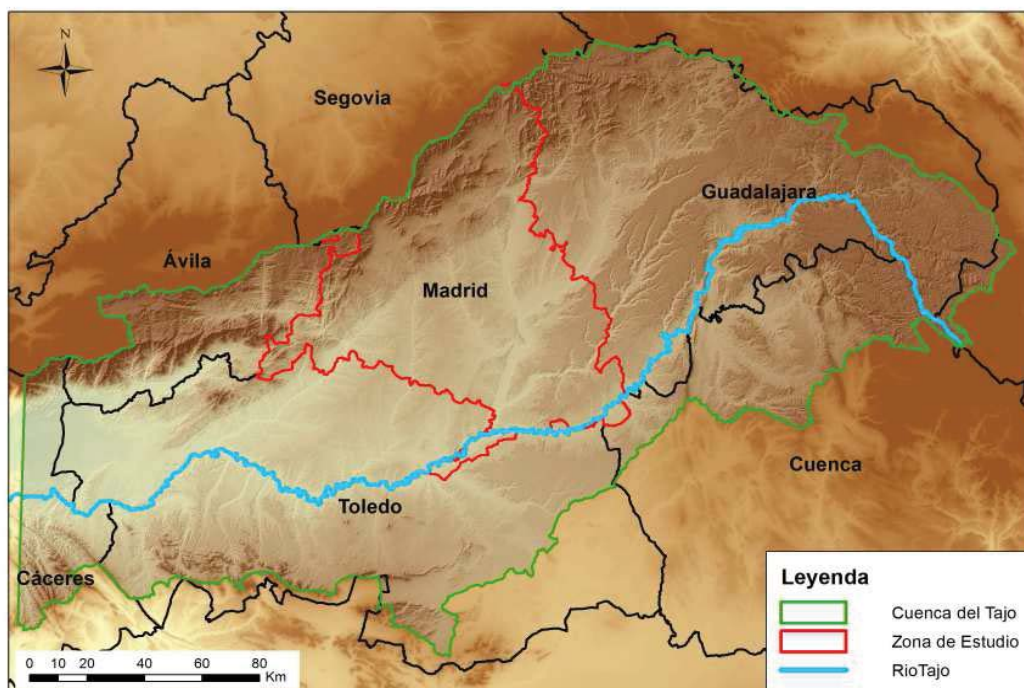 N
Segovia
Guadalajara
Ávila
Madrid
Cuenca
Toledo
Cáceres
Leyenda
Cuenca del Tajo
Zona de Estudio
RioTajo
0 10 20 40 60 80
Km